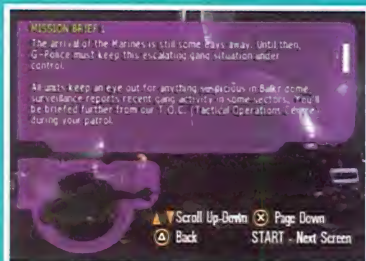 MISSION BRIEF :
The arrival of the Marines is still some days away. Until then,
G-Police must keep this escalating gang situation under
control.
All units keep an eye out for anything suspicious in Balkr dome,
surveillance reports recent gang activity in some sectors. You'll
be briefed further from our T.O.C. (Tactical Operations Centre)
during your patrol.
Scroll Up-Down Page Down
Back START - Next Screen